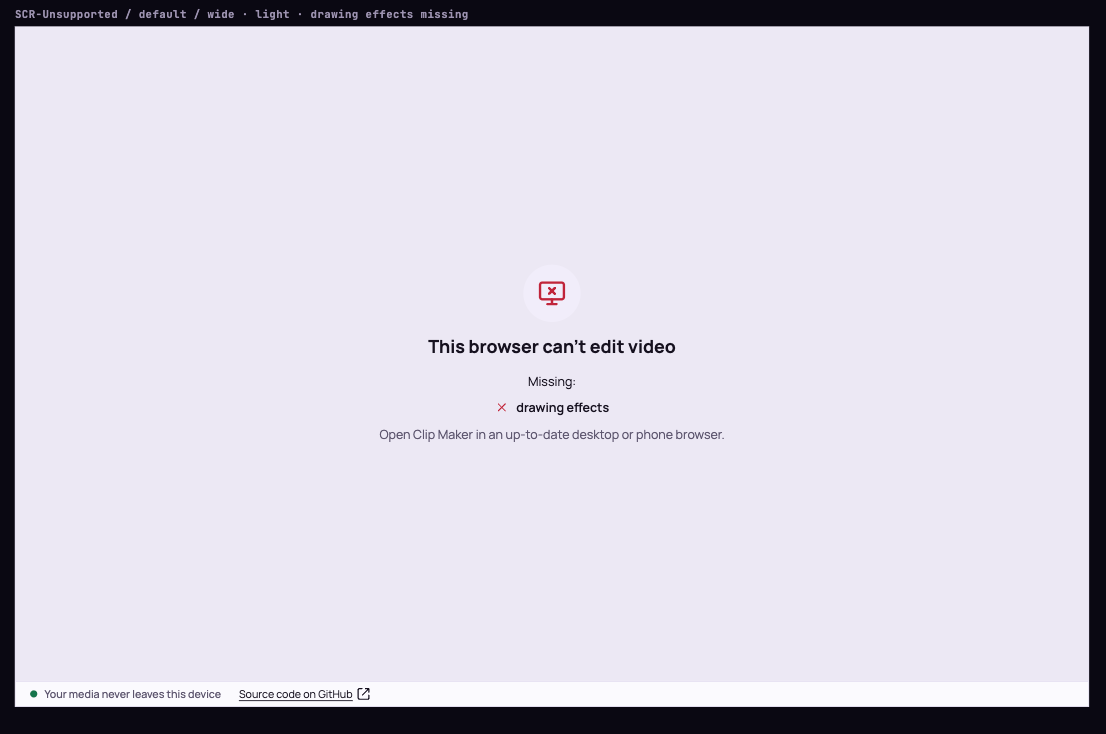 SCR-Unsupported / default / wide · light · drawing effects missing
This browser can’t edit video
Missing:
drawing effects
Open Clip Maker in an up-to-date desktop or phone browser.
Your media never leaves this device
Source code on GitHub